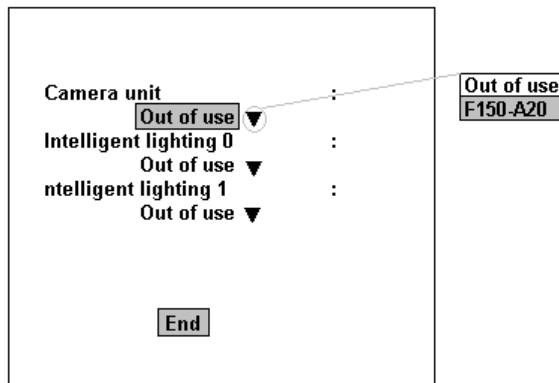 Camera unit :
Out of use ▼
Intelligent lighting 0 :
Out of use ▼
ntelligent lighting 1 :
Out of use ▼
End
Out of use
F150-A20